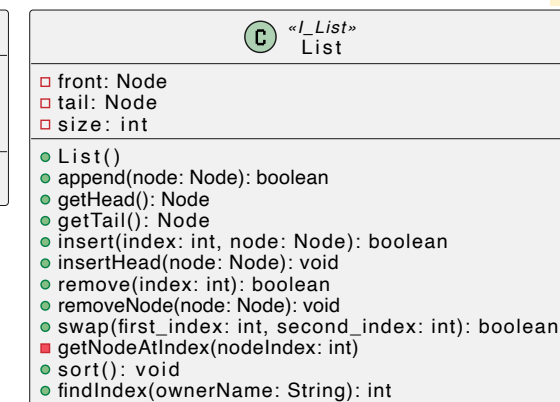 C
«I_List»
List
front: Node
tail: Node
size: int
List()
append(node: Node): boolean
getHead(): Node
getTail(): Node
insert(index: int, node: Node): boolean
insertHead(node: Node): void
remove(index: int): boolean
removeNode(node: Node): void
swap(first_index: int, second_index: int): boolean
getNodeAtIndex(nodeIndex: int)
sort(): void
findIndex(ownerName: String): int